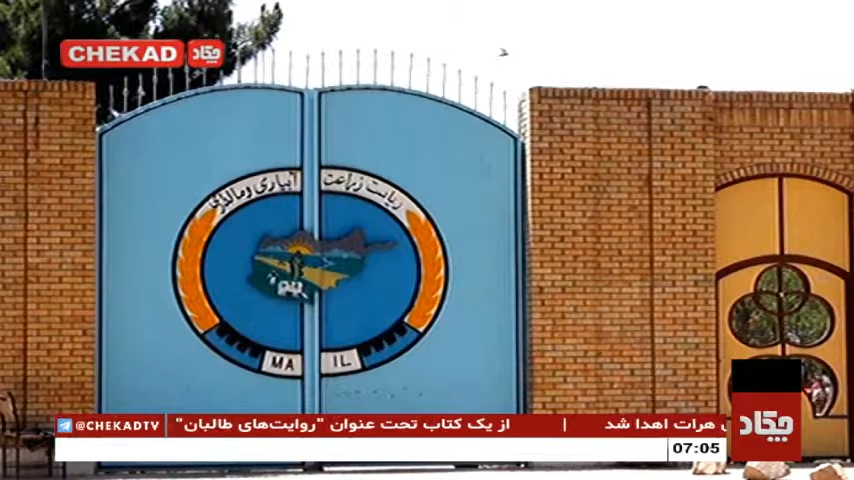 CHEKAD چکاد
ریاست زراعت آبیاری و مالداری
MA IL
هرات اهدا شد | از یک کتاب تحت عنوان "روایت‌های طالبان"
@CHEKADTV
چکاد
07:05